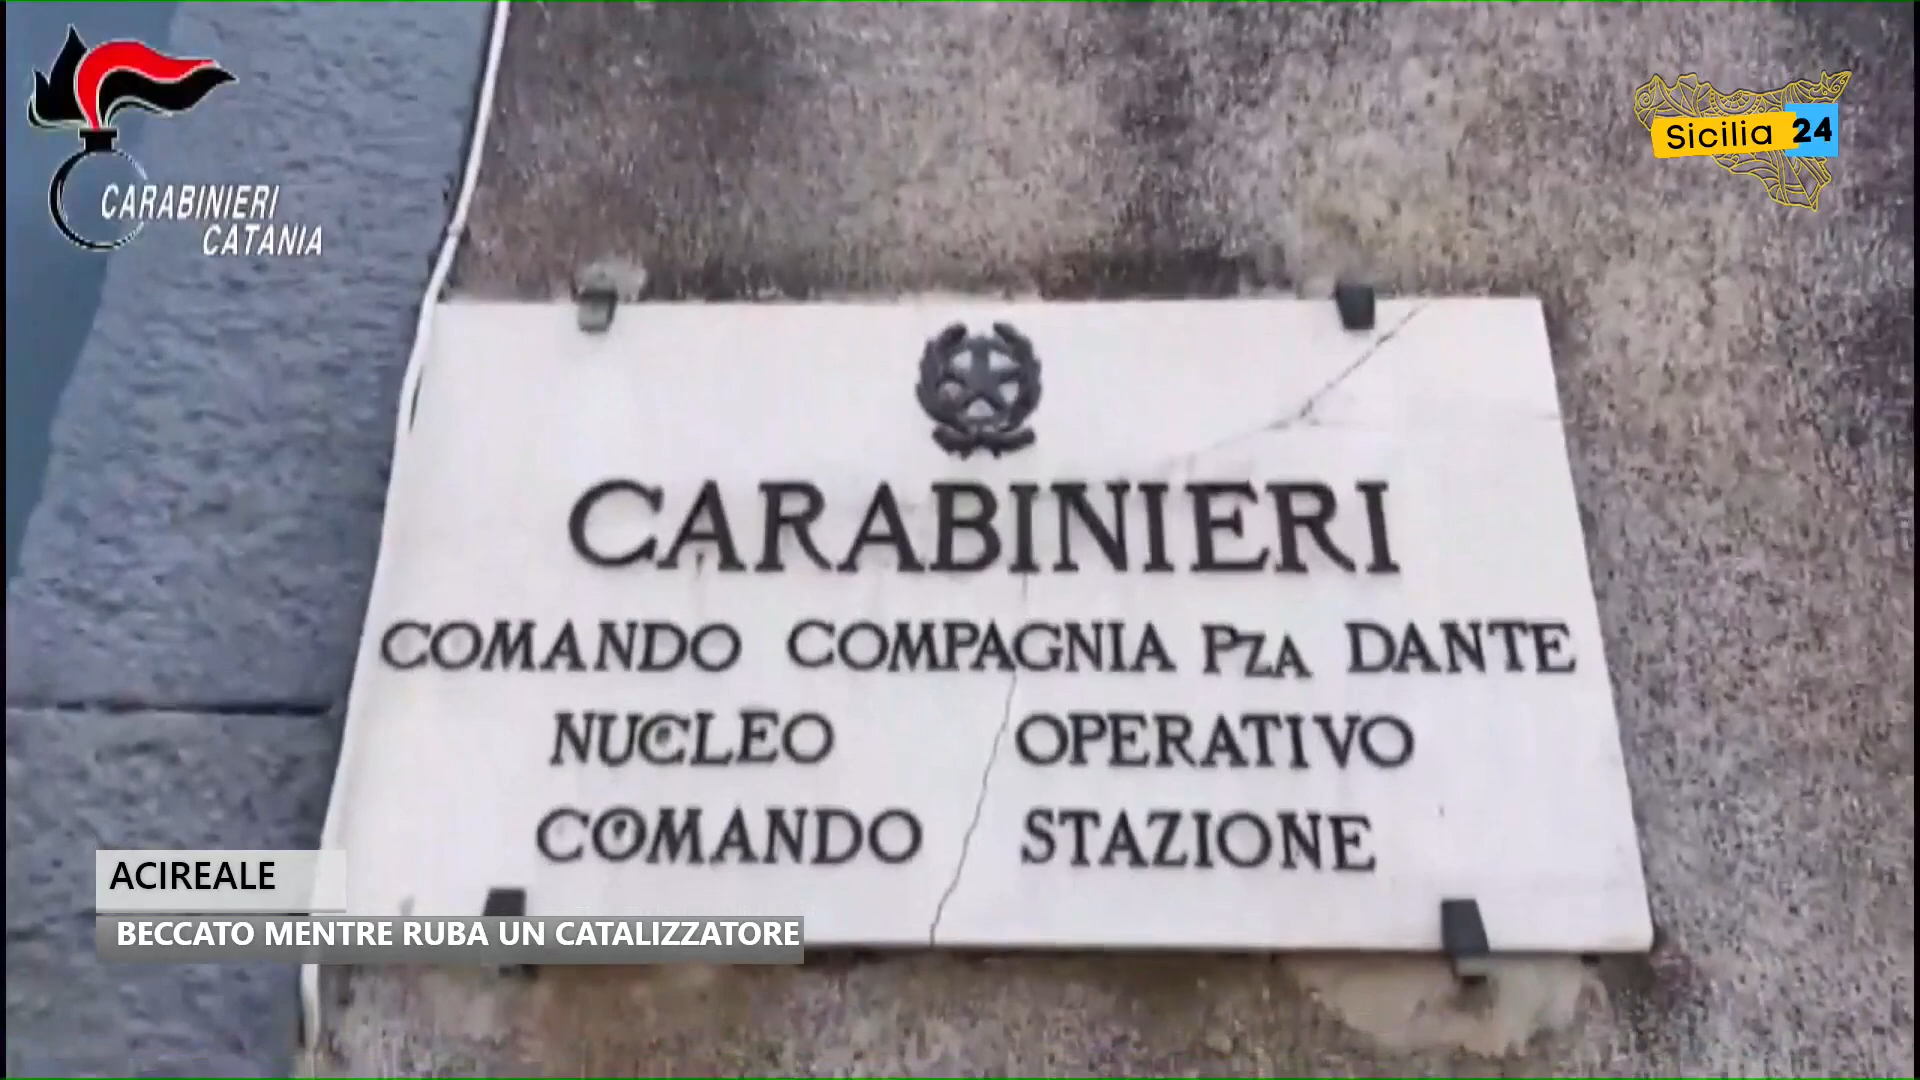 CARABINIERI
CATANIA
Sicilia 24
CARABINIERI
COMANDO COMPAGNIA PZA DANTE
NUCLEO OPERATIVO
COMANDO STAZIONE
ACIREALE
BECCATO MENTRE RUBA UN CATALIZZATORE